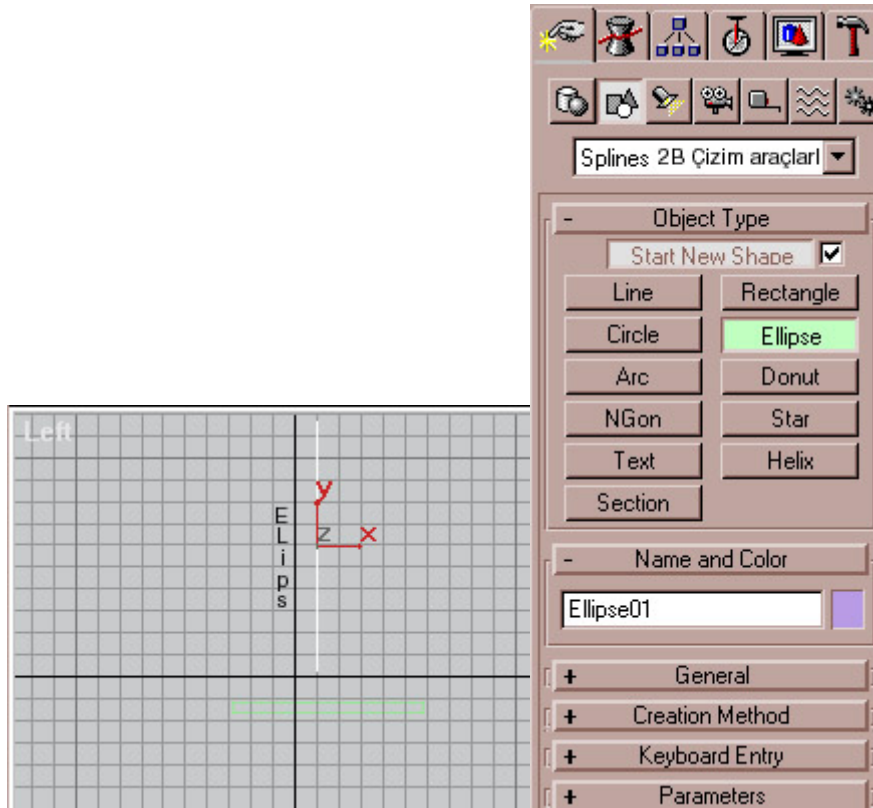 Splines 2B Çizim araçlarI
- Object Type
Start New Shape
Line Rectangle
Circle Ellipse
Arc Donut
NGon Star
Text Helix
Section
- Name and Color
Ellipse01
+ General
+ Creation Method
+ Keyboard Entry
+ Parameters
Left
y
z x
E
L
i
p
s